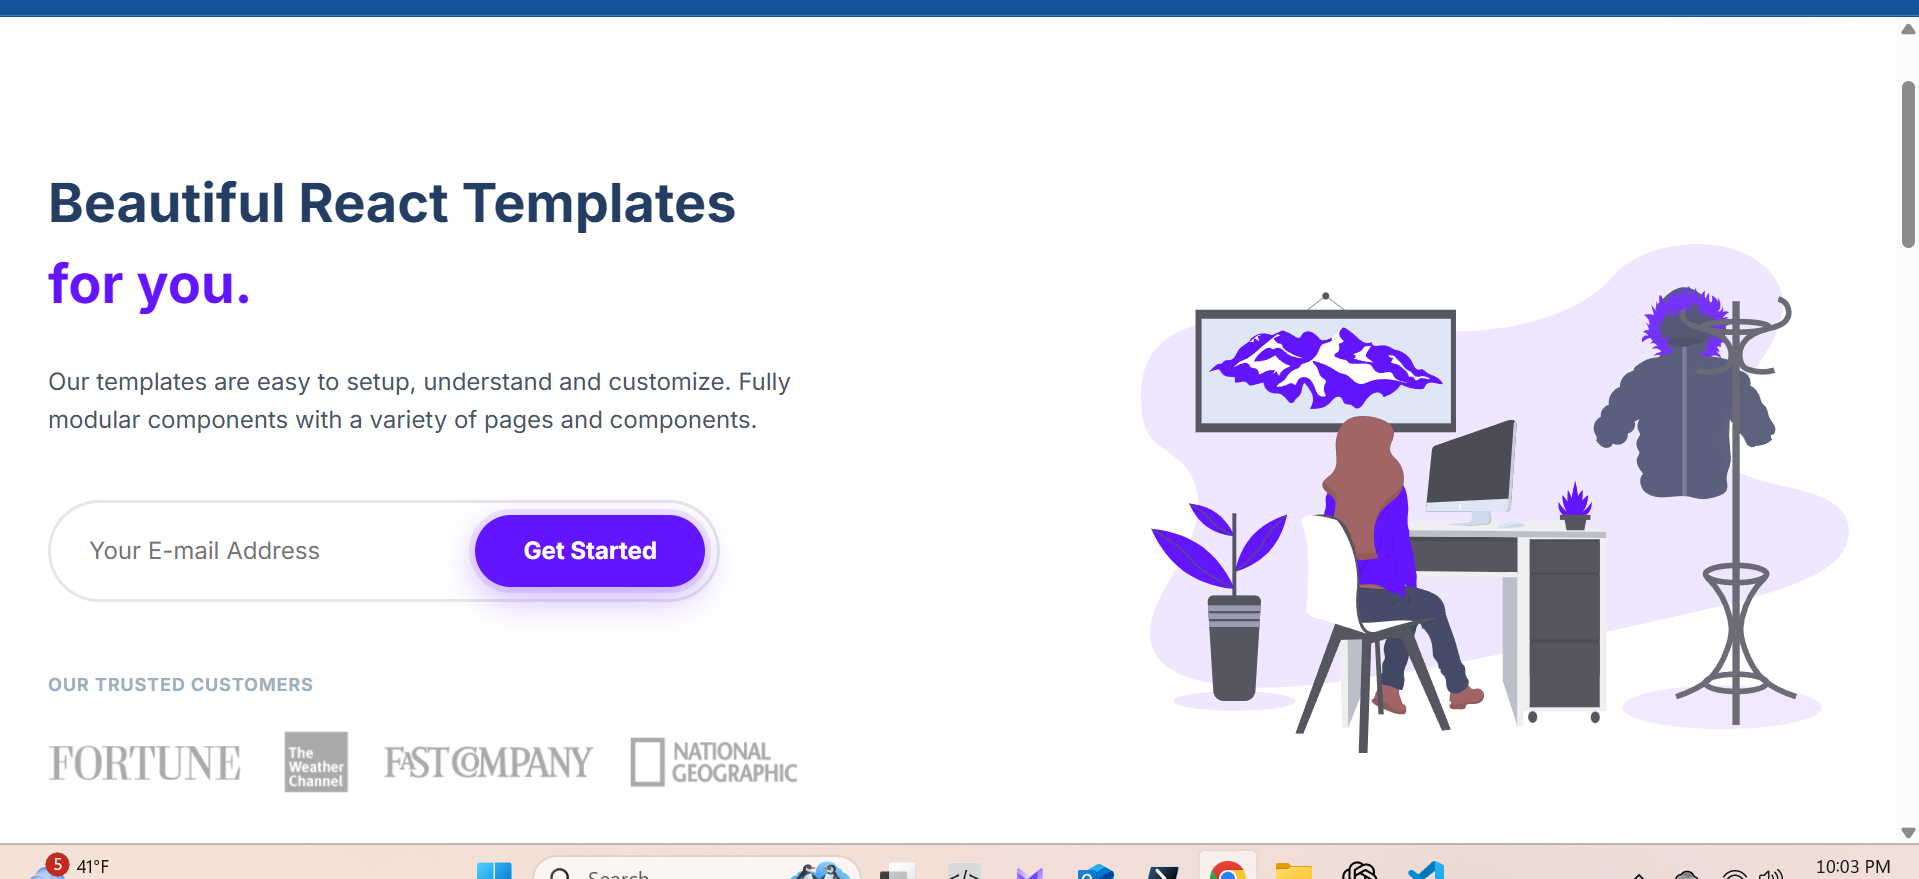 Beautiful React Templates
for you.
Our templates are easy to setup, understand and customize. Fully
modular components with a variety of pages and components.
Your E-mail Address
Get Started
OUR TRUSTED CUSTOMERS
FORTUNE
The
Weather
Channel
FAST COMPANY
NATIONAL
GEOGRAPHIC
5
41°F
Search
10:03 PM